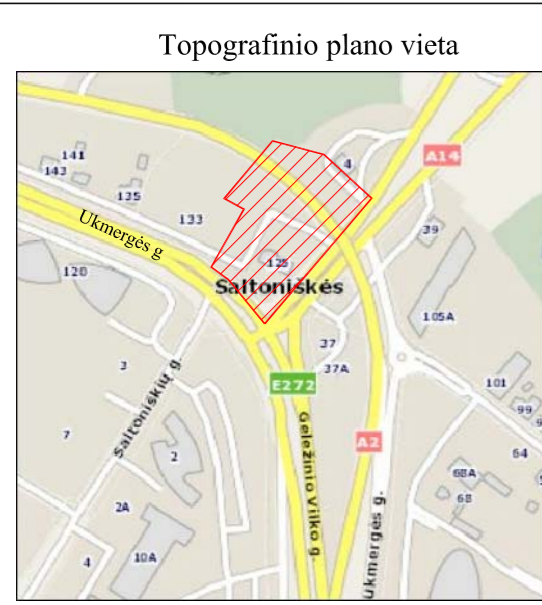 Topografinio plano vieta
141
143
135
133
Ukmergės g
4
A14
39
125
Šaltoniškės
120
105A
37
37A
E272
3
Saltoniškių g.
101
99
7
2
Geležinio Vilko g.
A2
64
68A
68
2A
10A
4
Ukmergės g.